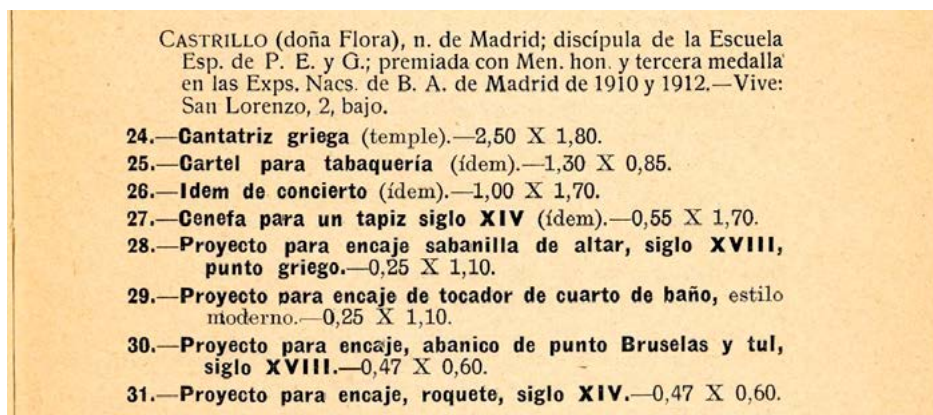 CASTRILLO (doña Flora), n. de Madrid; discípula de la Escuela
Esp. de P. E. y G.; premiada con Men. hon. y tercera medalla
en las Exps. Nacs. de B. A. de Madrid de 1910 y 1912.—Vive:
San Lorenzo, 2, bajo.
24.—Cantatriz griega (temple).—2,50 X 1,80.
25.—Cartel para tabaquería (ídem).—1,30 X 0,85.
26.—Idem de concierto (ídem).—1,00 X 1,70.
27.—Cenefa para un tapiz siglo XIV (ídem).—0,55 X 1,70.
28.—Proyecto para encaje sabanilla de altar, siglo XVIII,
punto griego.—0,25 X 1,10.
29.—Proyecto para encaje de tocador de cuarto de baño, estilo
moderno.—0,25 X 1,10.
30.—Proyecto para encaje, abanico de punto Bruselas y tul,
siglo XVIII.—0,47 X 0,60.
31.—Proyecto para encaje, roquete, siglo XIV.—0,47 X 0,60.